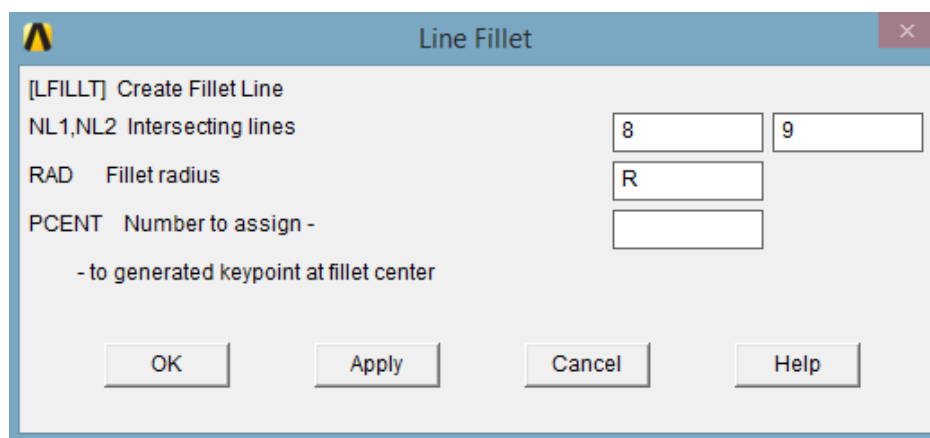 Line Fillet
[LFILLT] Create Fillet Line
NL1,NL2 Intersecting lines 8 9
RAD Fillet radius R
PCENT Number to assign -
- to generated keypoint at fillet center
OK Apply Cancel Help